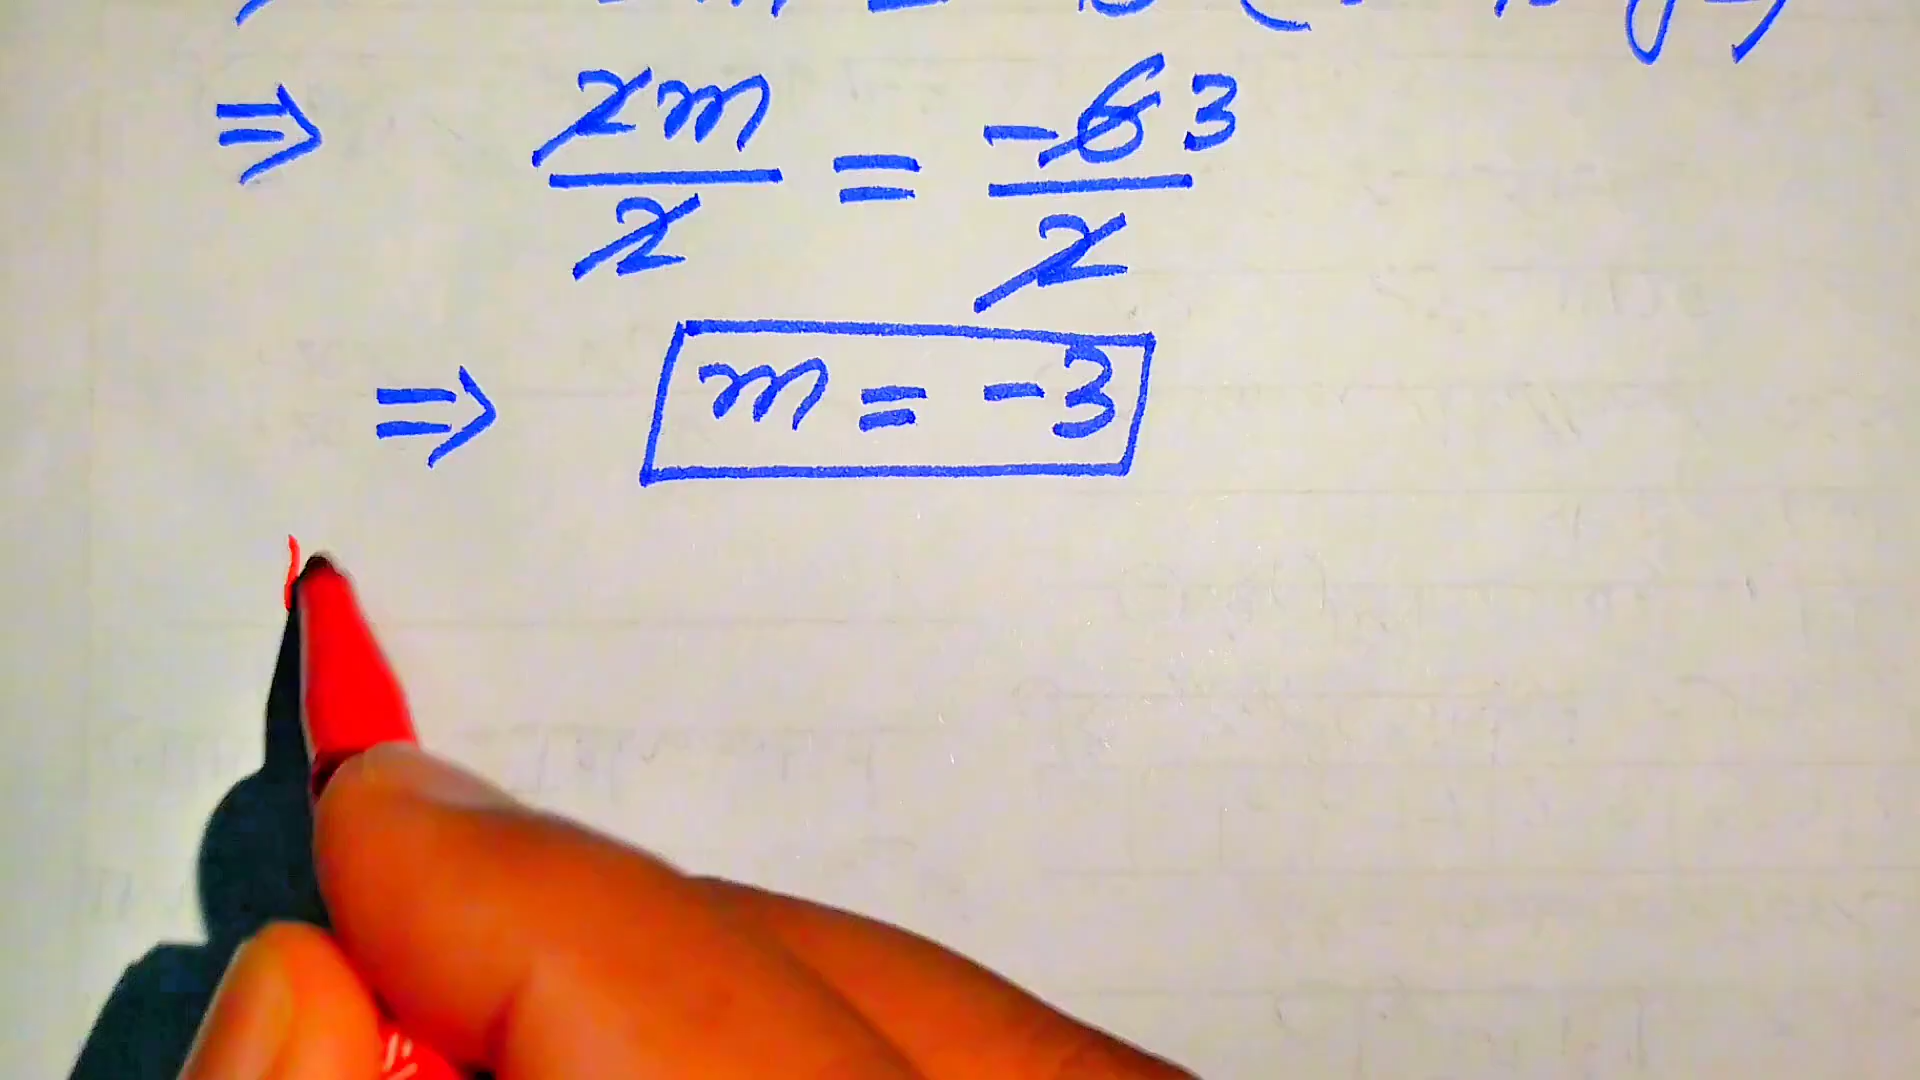 ⇒ 2m/2 = -6 3/2
⇒ m = -3